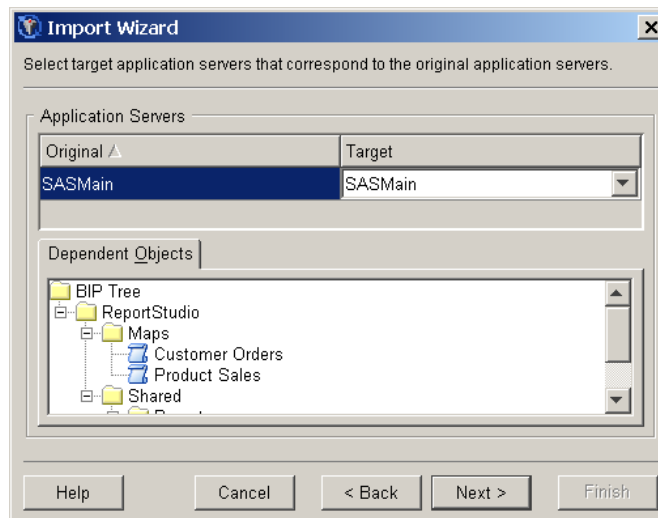 Import Wizard
Select target application servers that correspond to the original application servers.
Application Servers
Original Target
SASMain SASMain
Dependent Objects
BIP Tree
ReportStudio
Maps
Customer Orders
Product Sales
Shared
Help Cancel < Back Next > Finish